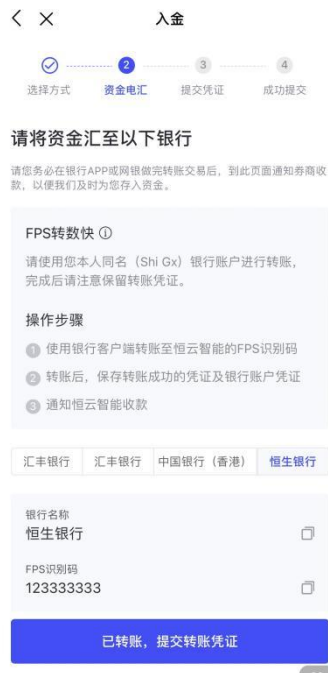 入金
2 3 4
选择方式 资金电汇 提交凭证 成功提交
请将资金汇至以下银行
请您务必在银行APP或网银做完转账交易后，到此页面通知券商收
款，以便我们及时为您存入资金。
FPS转数快
请使用您本人同名（Shi Gx）银行账户进行转账，
完成后请注意保留转账凭证。
操作步骤
1 使用银行客户端转账至恒云智能的FPS识别码
2 转账后，保存转账成功的凭证及银行账户凭证
3 通知恒云智能收款
汇丰银行 汇丰银行 中国银行（香港） 恒生银行
银行名称
恒生银行
FPS识别码
123333333
已转账，提交转账凭证